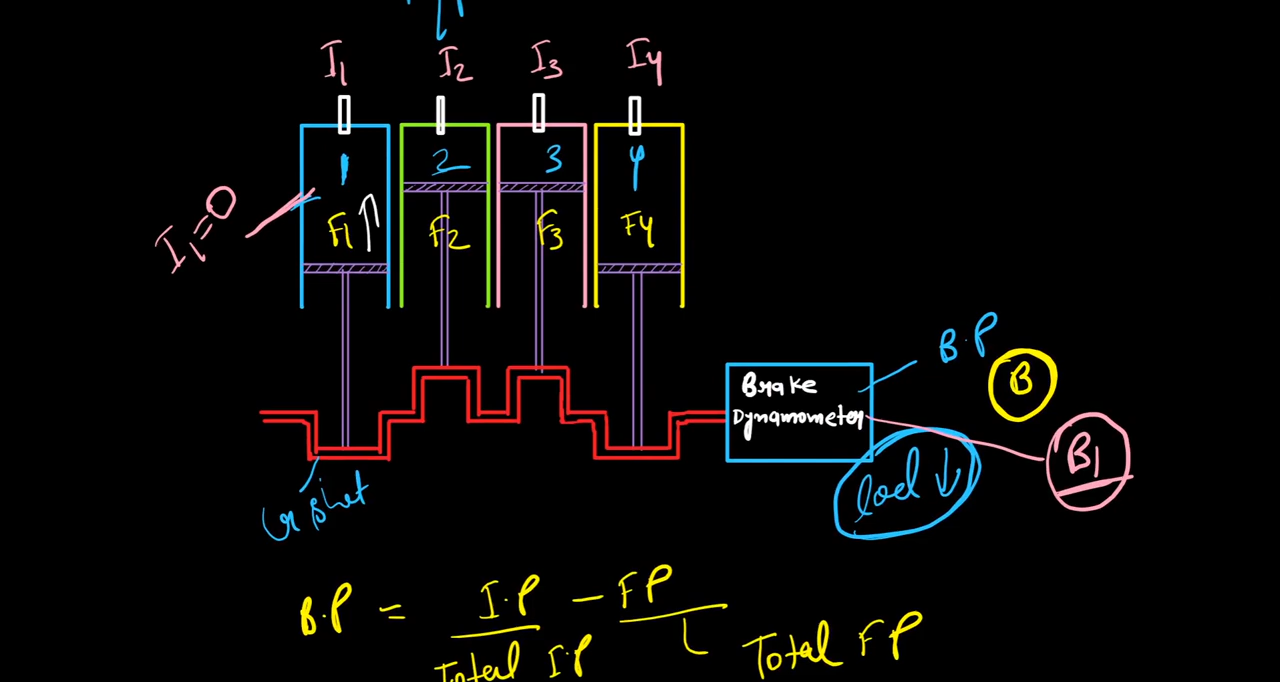 I1 I2 I3 I4
1 2 3 4
F1 F2 F3 F4
I1=0
B.P
B
Brake
Dynamometer
B1
load ↓
B.P = I.P - FP
Total I.P
Total FP